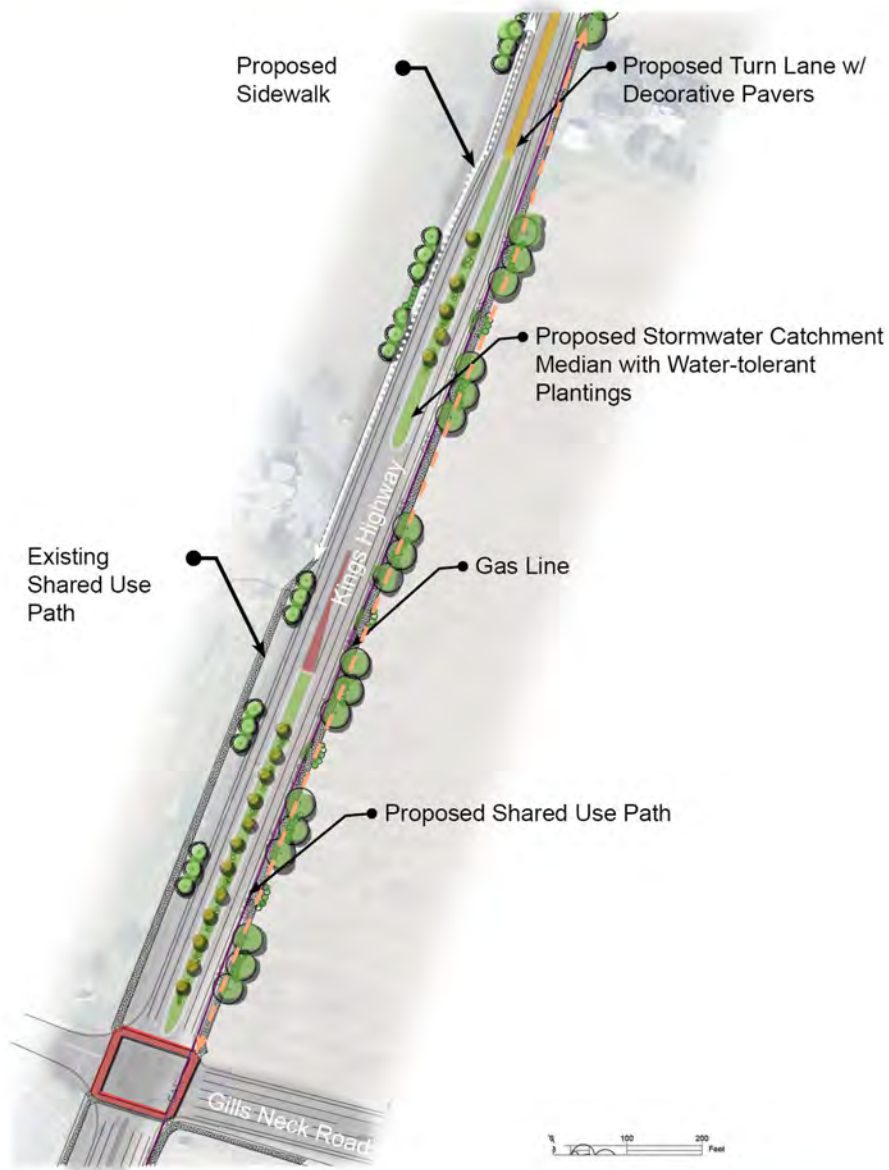 Proposed
Sidewalk
Proposed Turn Lane w/
Decorative Pavers
Proposed Stormwater Catchment
Median with Water-tolerant
Plantings
Kings Highway
Existing
Shared Use
Path
Gas Line
Proposed Shared Use Path
Gills Neck Road
100
200
Feet